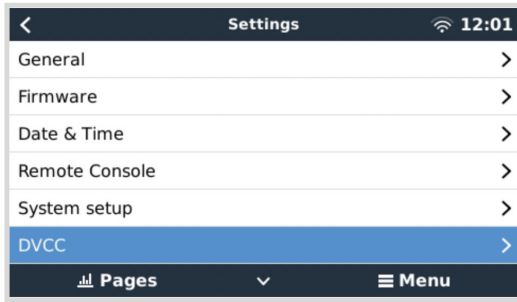 Settings 12:01
General
Firmware
Date & Time
Remote Console
System setup
DVCC
Pages Menu